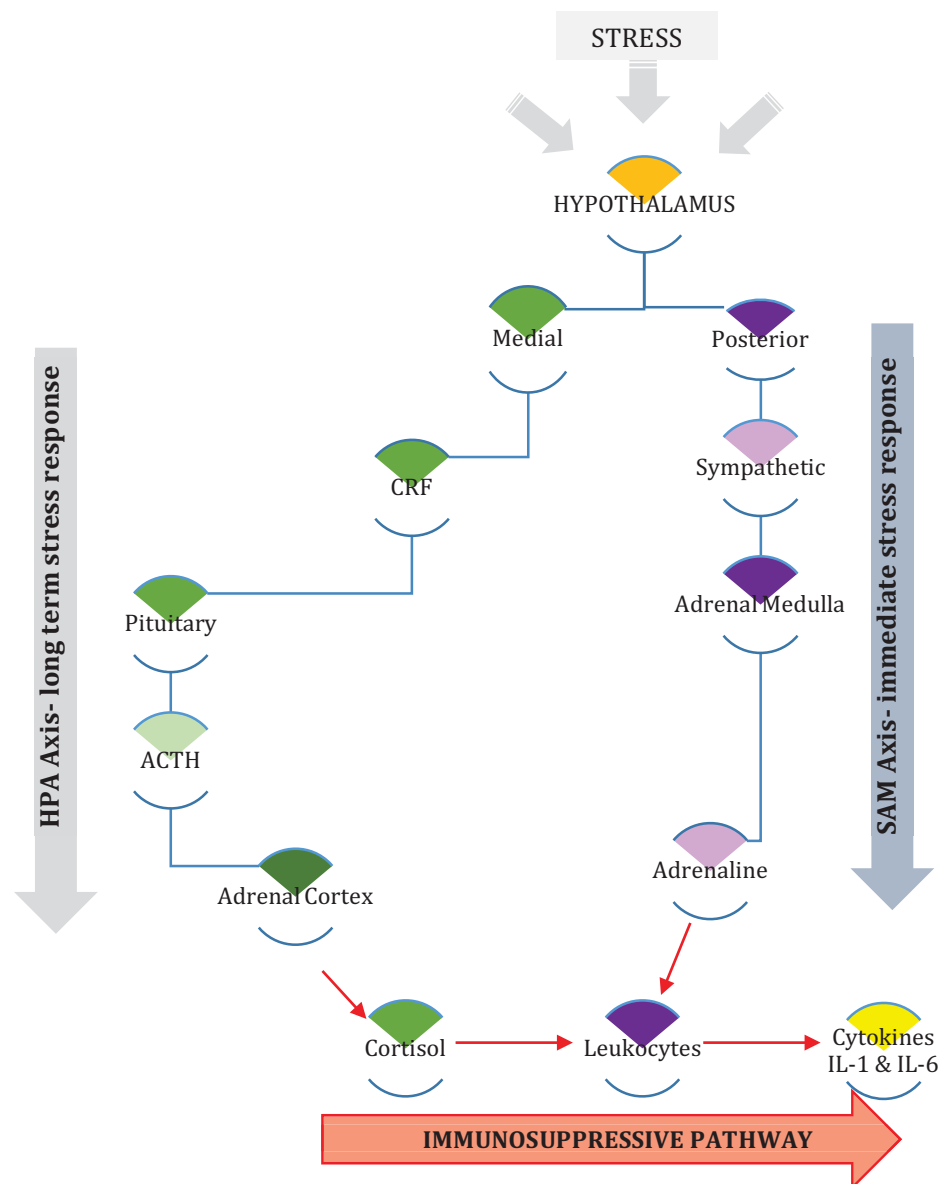 STRESS
HYPOTHALAMUS
Medial
Posterior
CRF
Sympathetic
Pituitary
Adrenal Medulla
ACTH
Adrenal Cortex
Adrenaline
Cortisol
Leukocytes
Cytokines
IL-1 & IL-6
HPA Axis- long term stress response
SAM Axis- immediate stress response
IMMUNOSUPPRESSIVE PATHWAY